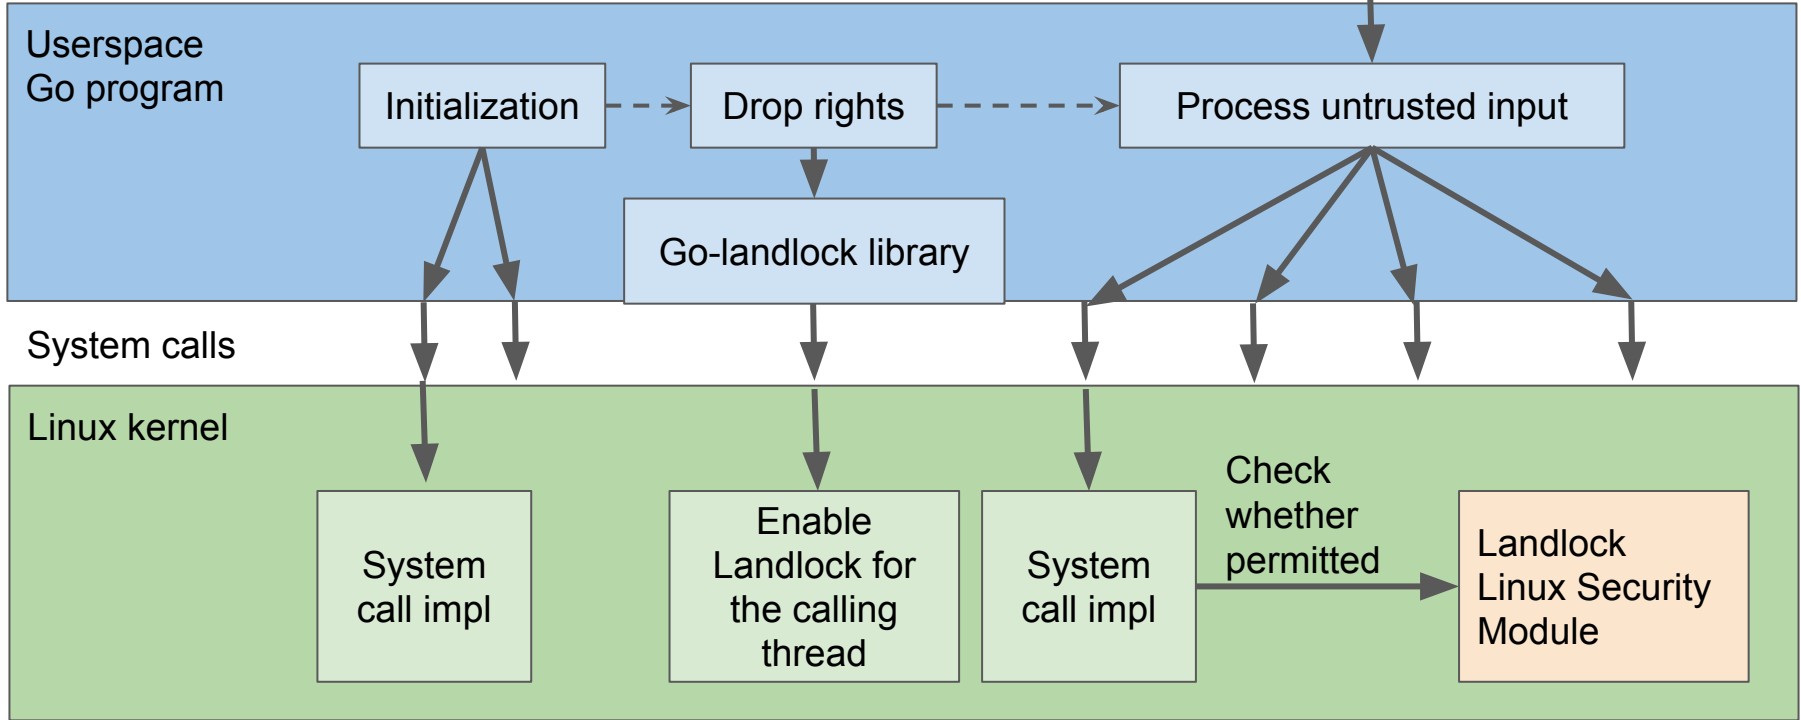 Userspace
Go program
Initialization
Drop rights
Process untrusted input
Go-landlock library
System calls
Linux kernel
System
call impl
Enable
Landlock for
the calling
thread
System
call impl
Check
whether
permitted
Landlock
Linux Security
Module